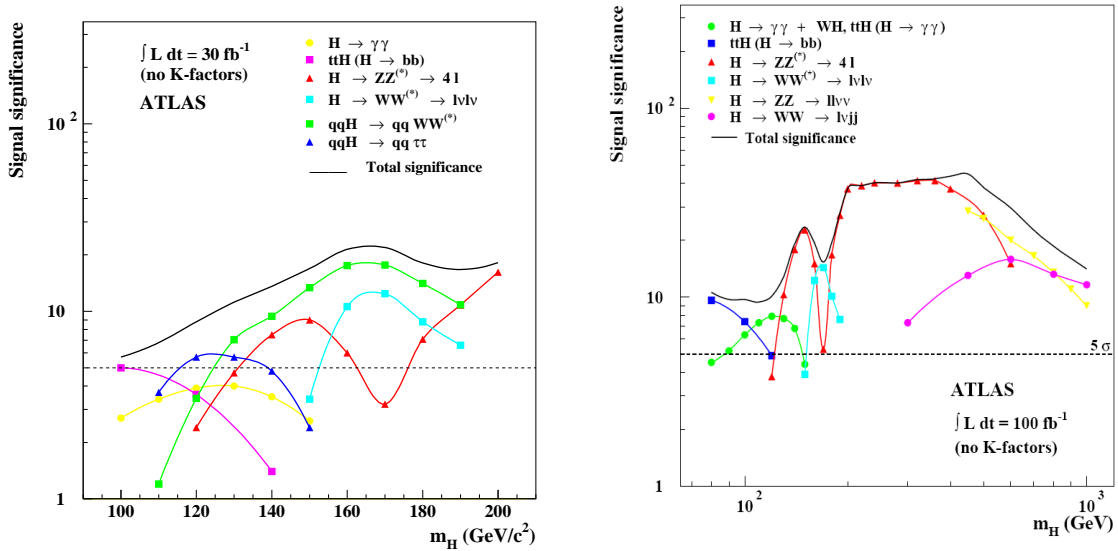 Signal significance
∫ L dt = 30 fb⁻¹
(no K-factors)
ATLAS
H → γγ
ttH (H → bb)
H → ZZ⁽*⁾ → 4 l
H → WW⁽*⁾ → lνlν
qqH → qq WW⁽*⁾
qqH → qq ττ
Total significance
10²
10
1
100 120 140 160 180 200
m_H (GeV/c²)
Signal significance
H → γγ + WH, ttH (H → γγ)
ttH (H → bb)
H → ZZ⁽*⁾ → 4 l
H → WW⁽*⁾ → lνlν
H → ZZ → llνν
H → WW → lνjj
Total significance
10²
10
5 σ
ATLAS
∫ L dt = 100 fb⁻¹
(no K-factors)
1
10² 10³
m_H (GeV)